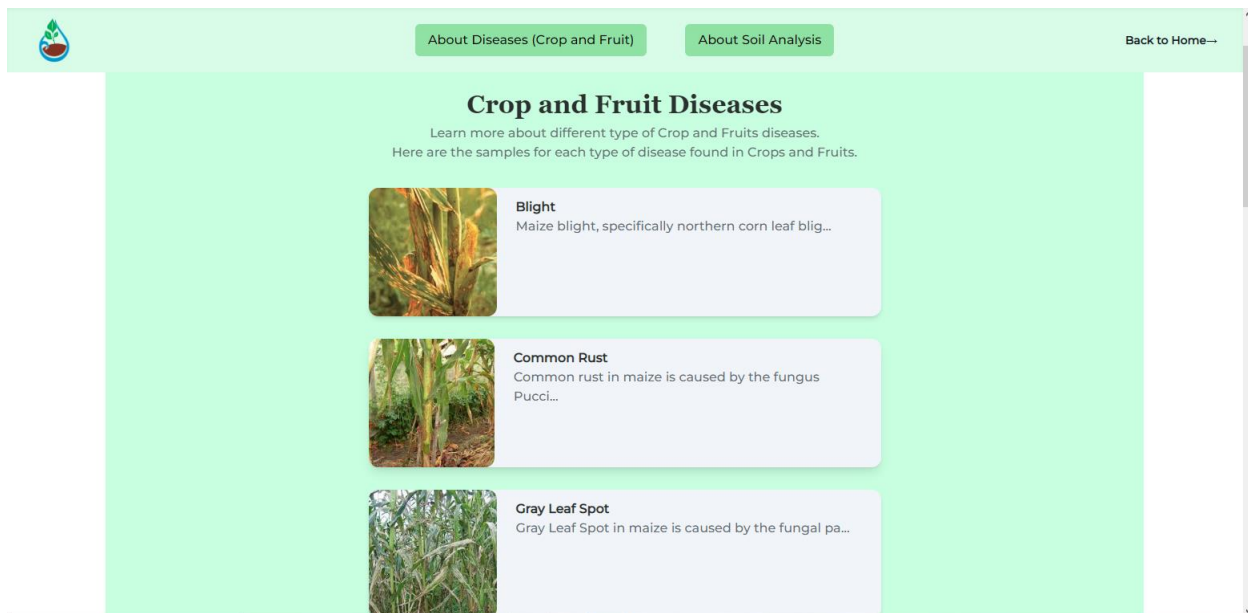 About Diseases (Crop and Fruit)
About Soil Analysis
Back to Home→
Crop and Fruit Diseases
Learn more about different type of Crop and Fruits diseases.
Here are the samples for each type of disease found in Crops and Fruits.
Blight
Maize blight, specifically northern corn leaf blig...
Common Rust
Common rust in maize is caused by the fungus
Pucci...
Gray Leaf Spot
Gray Leaf Spot in maize is caused by the fungal pa...